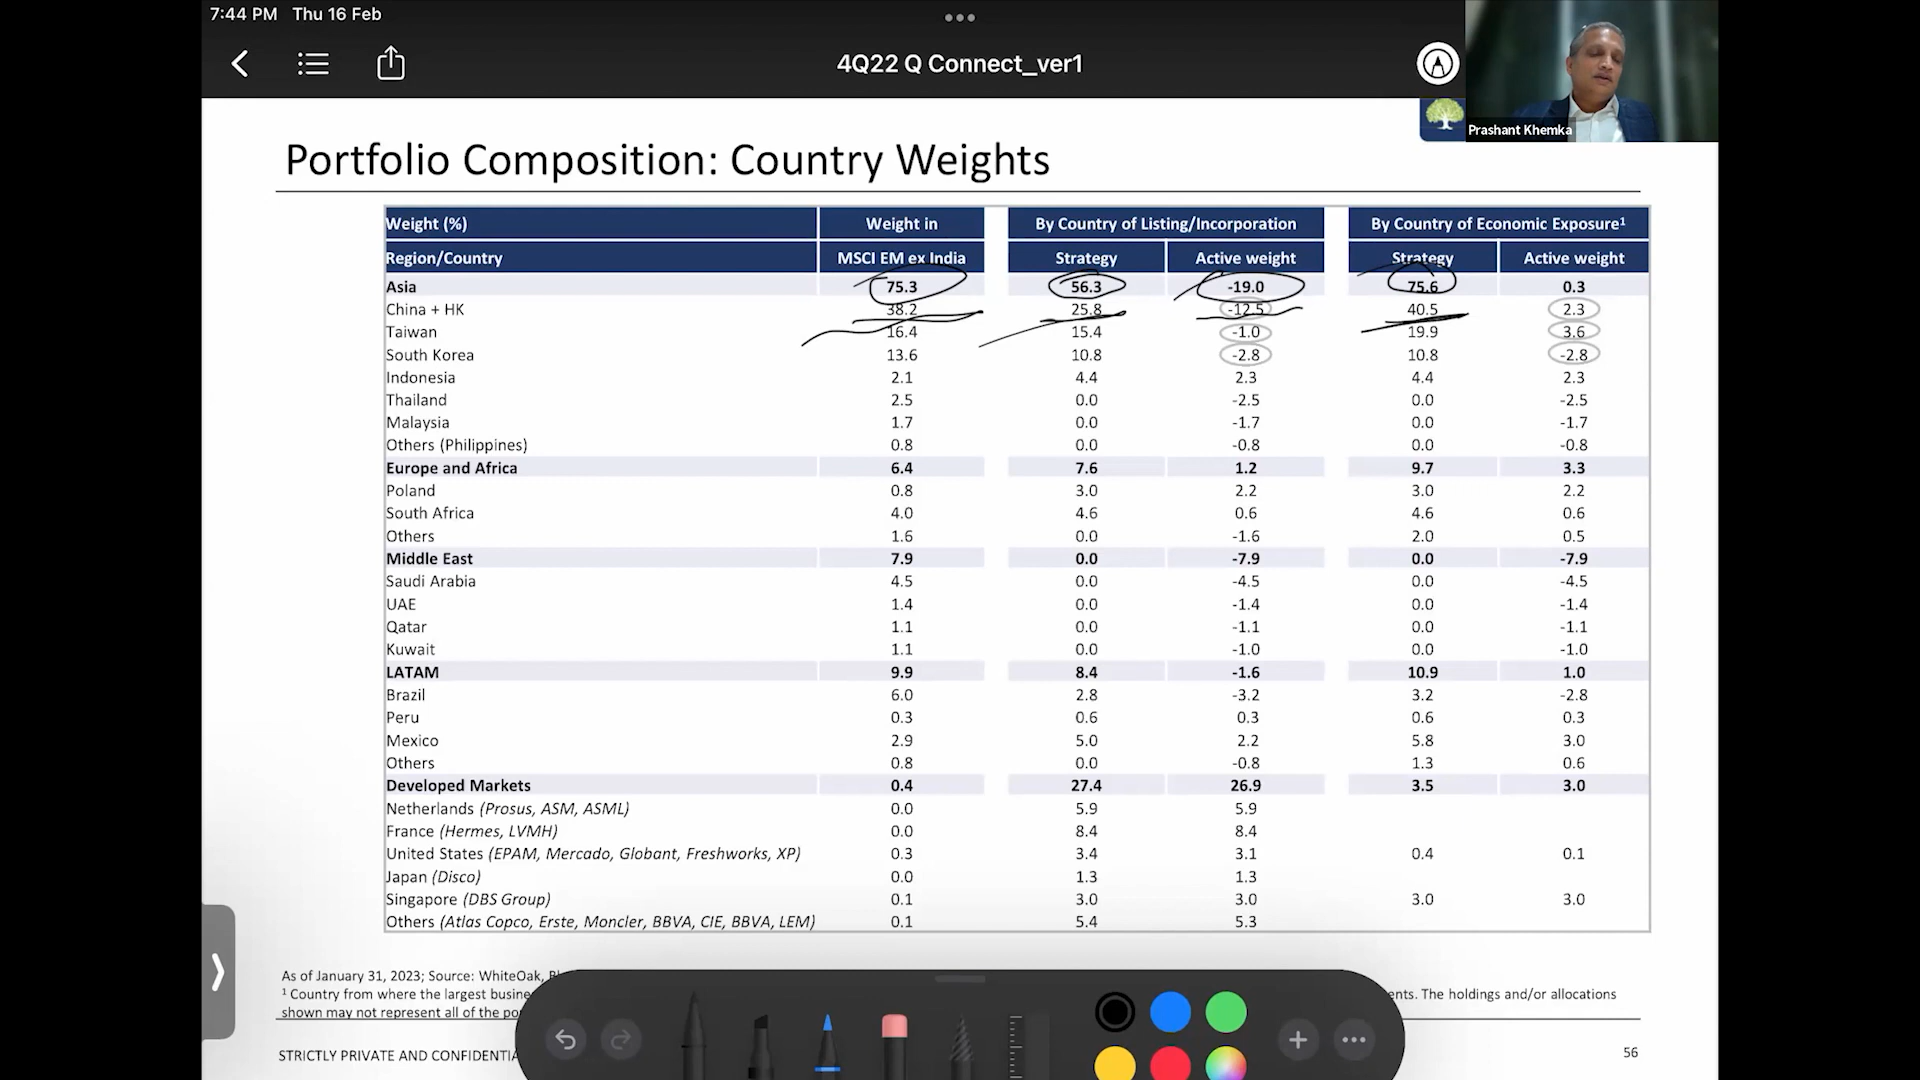 7:44 PM Thu 16 Feb
4Q22 Q Connect_ver1
Prashant Khemka
Portfolio Composition: Country Weights
Weight (%) Weight in By Country of Listing/Incorporation By Country of Economic Exposure¹
Region/Country MSCI EM ex India Strategy Active weight Strategy Active weight
Asia 75.3 56.3 -19.0 75.6 0.3
China + HK 38.2 25.8 -12.5 40.5 2.3
Taiwan 16.4 15.4 -1.0 19.9 3.6
South Korea 13.6 10.8 -2.8 10.8 -2.8
Indonesia 2.1 4.4 2.3 4.4 2.3
Thailand 2.5 0.0 -2.5 0.0 -2.5
Malaysia 1.7 0.0 -1.7 0.0 -1.7
Others (Philippines) 0.8 0.0 -0.8 0.0 -0.8
Europe and Africa 6.4 7.6 1.2 9.7 3.3
Poland 0.8 3.0 2.2 3.0 2.2
South Africa 4.0 4.6 0.6 4.6 0.6
Others 1.6 0.0 -1.6 2.0 0.5
Middle East 7.9 0.0 -7.9 0.0 -7.9
Saudi Arabia 4.5 0.0 -4.5 0.0 -4.5
UAE 1.4 0.0 -1.4 0.0 -1.4
Qatar 1.1 0.0 -1.1 0.0 -1.1
Kuwait 1.1 0.0 -1.0 0.0 -1.0
LATAM 9.9 8.4 -1.6 10.9 1.0
Brazil 6.0 2.8 -3.2 3.2 -2.8
Peru 0.3 0.6 0.3 0.6 0.3
Mexico 2.9 5.0 2.2 5.8 3.0
Others 0.8 0.0 -0.8 1.3 0.6
Developed Markets 0.4 27.4 26.9 3.5 3.0
Netherlands (Prosus, ASM, ASML) 0.0 5.9 5.9
France (Hermes, LVMH) 0.0 8.4 8.4
United States (EPAM, Mercado, Globant, Freshworks, XP) 0.3 3.4 3.1 0.4 0.1
Japan (Disco) 0.0 1.3 1.3
Singapore (DBS Group) 0.1 3.0 3.0 3.0 3.0
Others (Atlas Copco, Erste, Moncler, BBVA, CIE, BBVA, LEM) 0.1 5.4 5.3
As of January 31, 2023; Source: WhiteOak,
¹ Country from where the largest The holdings and/or allocations
shown may not represent all of the
STRICTLY PRIVATE AND 56